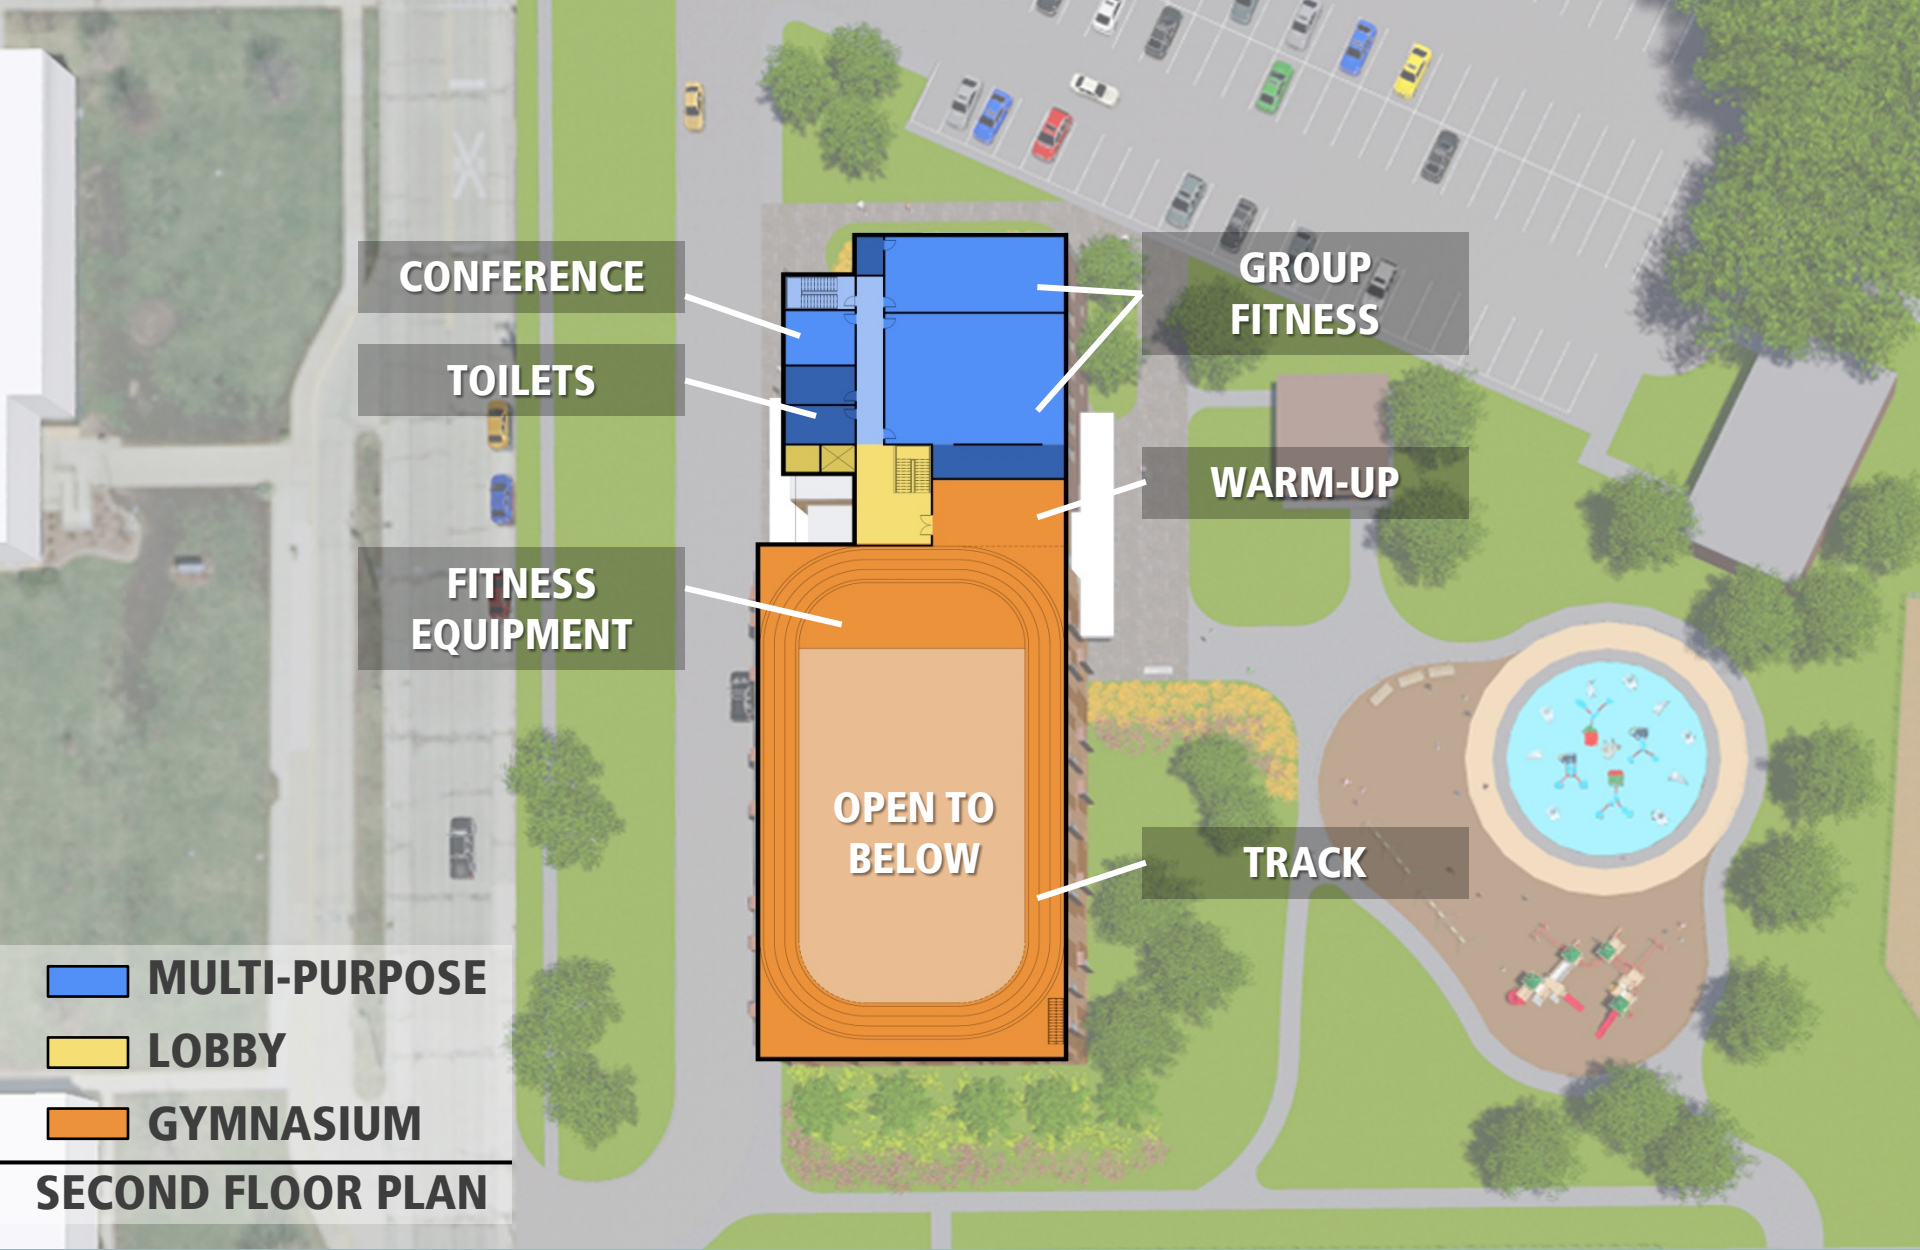 CONFERENCE
TOILETS
FITNESS
EQUIPMENT
GROUP
FITNESS
WARM-UP
OPEN TO
BELOW
TRACK
MULTI-PURPOSE
LOBBY
GYMNASIUM
SECOND FLOOR PLAN